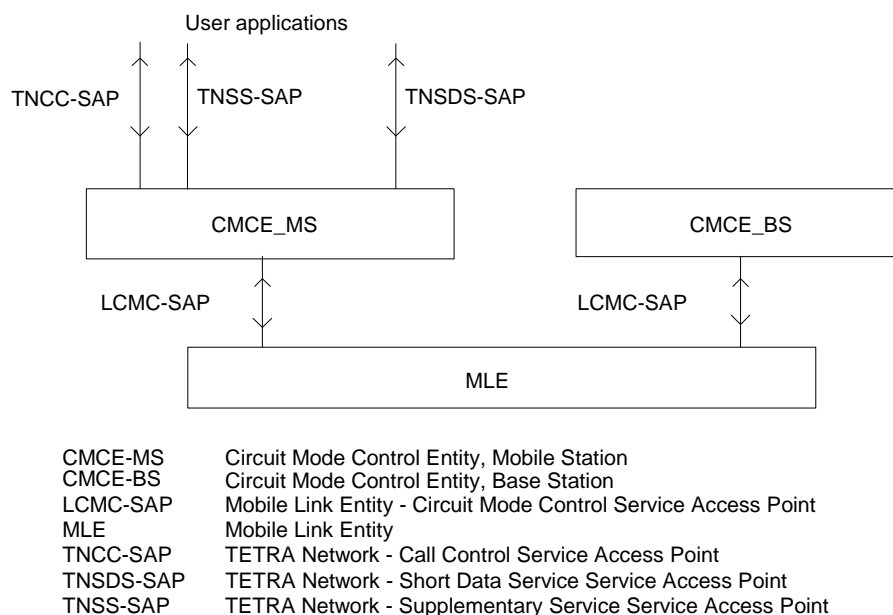 User applications
TNCC-SAP TNSS-SAP TNSDS-SAP
CMCE_MS CMCE_BS
LCMC-SAP LCMC-SAP
MLE
CMCE-MS Circuit Mode Control Entity, Mobile Station
CMCE-BS Circuit Mode Control Entity, Base Station
LCMC-SAP Mobile Link Entity - Circuit Mode Control Service Access Point
MLE Mobile Link Entity
TNCC-SAP TETRA Network - Call Control Service Access Point
TNSDS-SAP TETRA Network - Short Data Service Service Access Point
TNSS-SAP TETRA Network - Supplementary Service Service Access Point